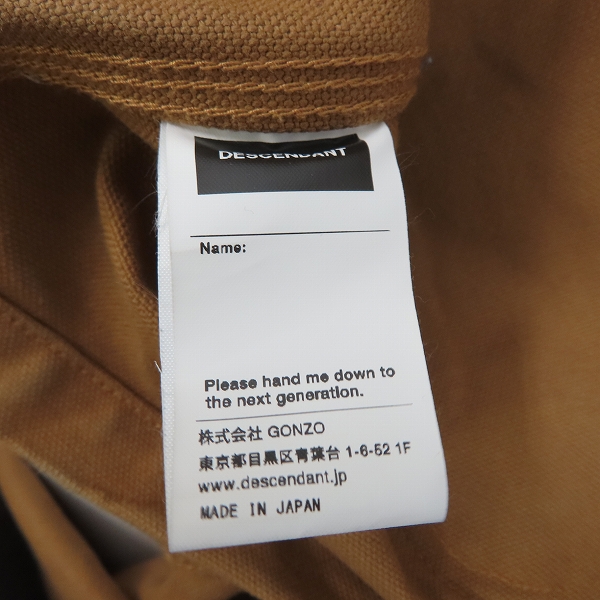 DESCENDANT
Name:
Please hand me down to
the next generation.
株式会社 GONZO
東京都目黒区青葉台 1-6-52 1F
www.descendant.jp
MADE IN JAPAN